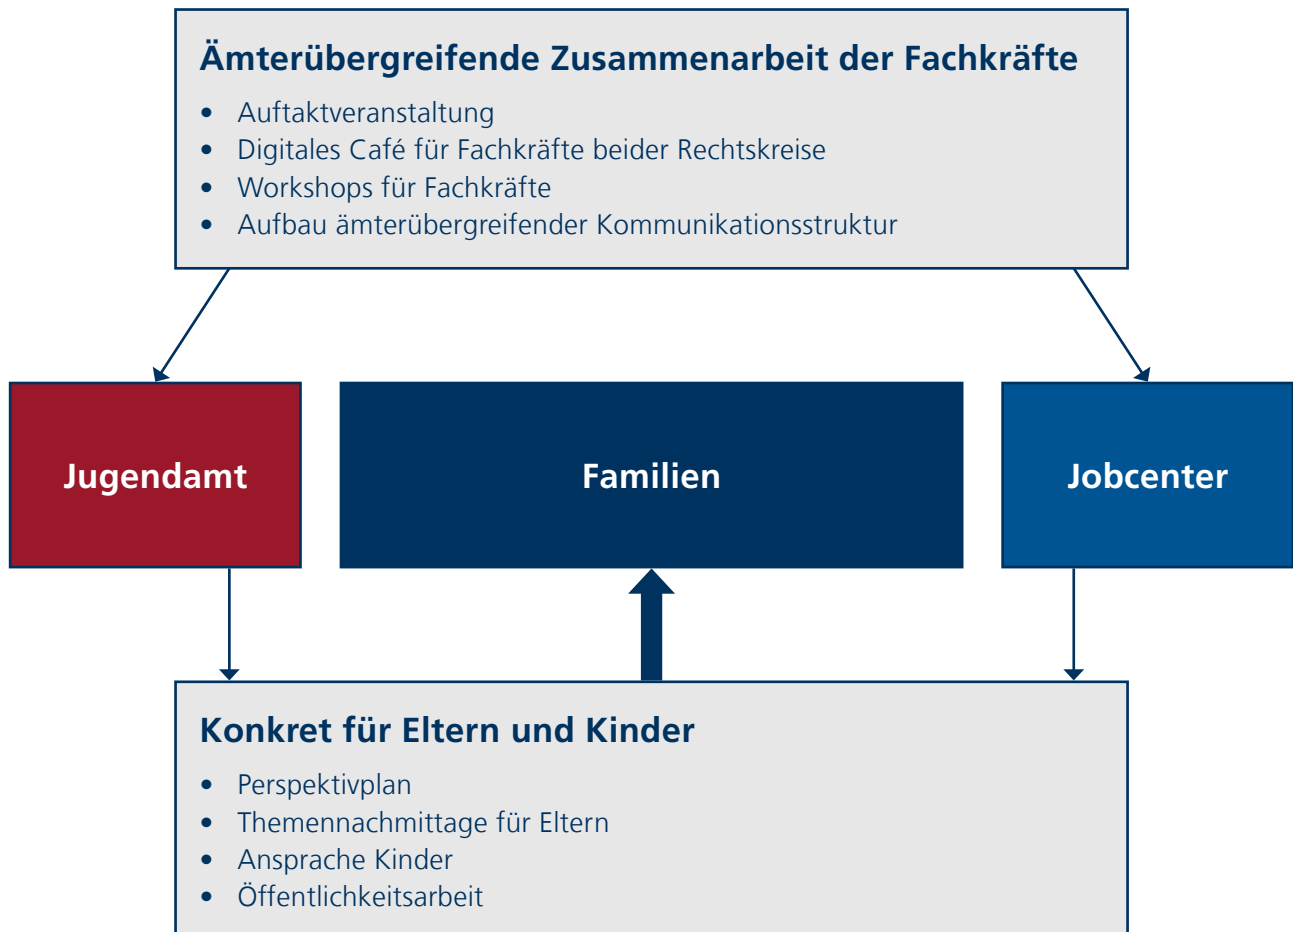 Ämterübergreifende Zusammenarbeit der Fachkräfte
• Auftaktveranstaltung
• Digitales Café für Fachkräfte beider Rechtskreise
• Workshops für Fachkräfte
• Aufbau ämterübergreifender Kommunikationsstruktur
Jugendamt
Familien
Jobcenter
Konkret für Eltern und Kinder
• Perspektivplan
• Themennachmittage für Eltern
• Ansprache Kinder
• Öffentlichkeitsarbeit